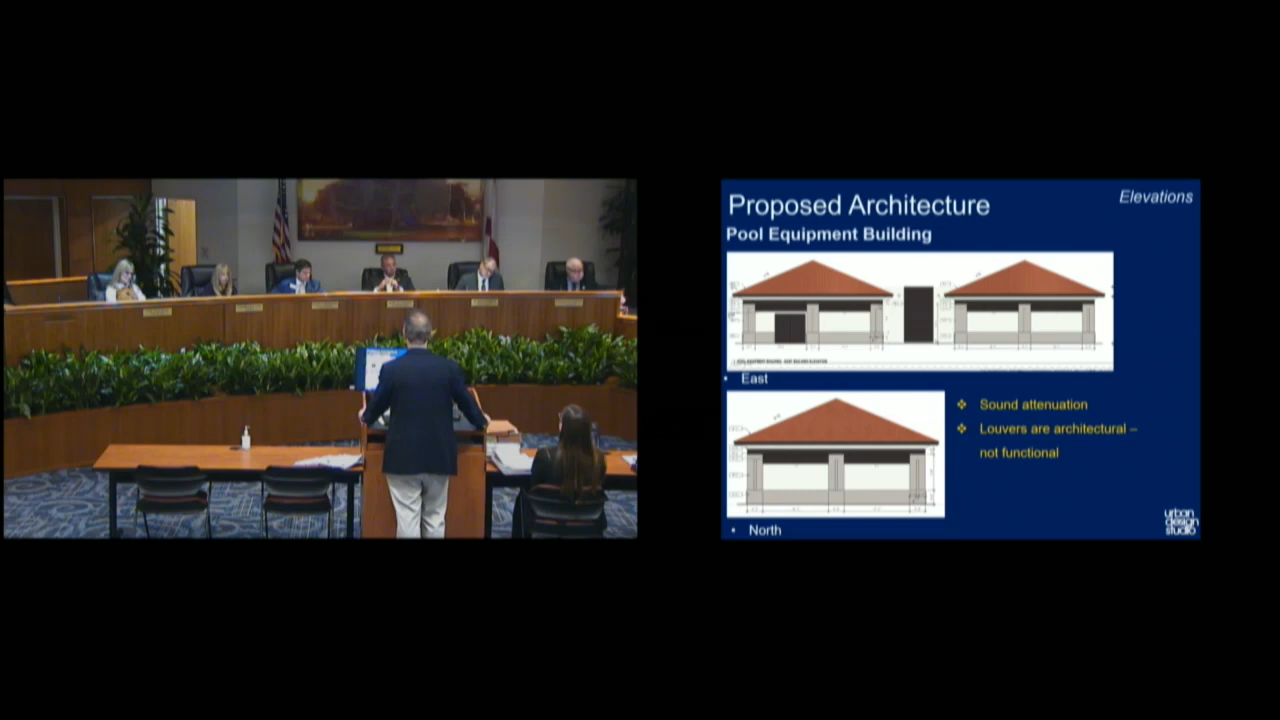 Proposed Architecture
Elevations
Pool Equipment Building
• East
❖ Sound attenuation
❖ Louvers are architectural –
not functional
• North
urban
design
studio